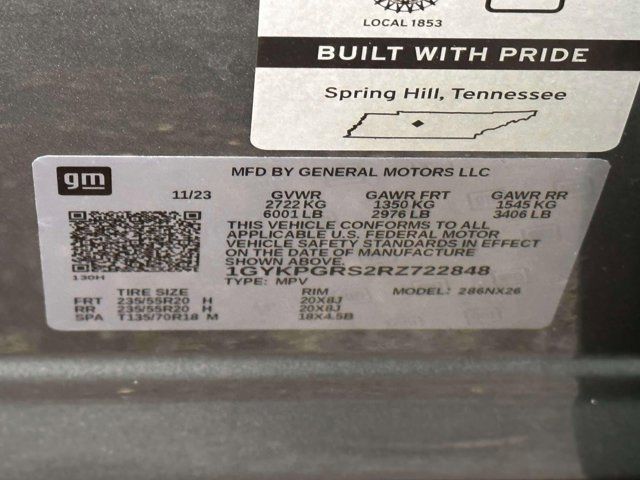 LOCAL 1853
BUILT WITH PRIDE
Spring Hill, Tennessee
gm
MFD BY GENERAL MOTORS LLC
11/23 GVWR GAWR FRT GAWR RR
2722 KG 1350 KG 1545 KG
6001 LB 2976 LB 3406 LB
THIS VEHICLE CONFORMS TO ALL
APPLICABLE U.S. FEDERAL MOTOR
VEHICLE SAFETY STANDARDS IN EFFECT
ON THE DATE OF MANUFACTURE
SHOWN ABOVE.
130H
1GYKPGRS2RZ722848
TYPE: MPV MODEL: 286NX26
TIRE SIZE RIM
FRT 235/55R20 H 20X8J
RR 235/55R20 H 20X8J
SPA T135/70R18 M 18X4.5B